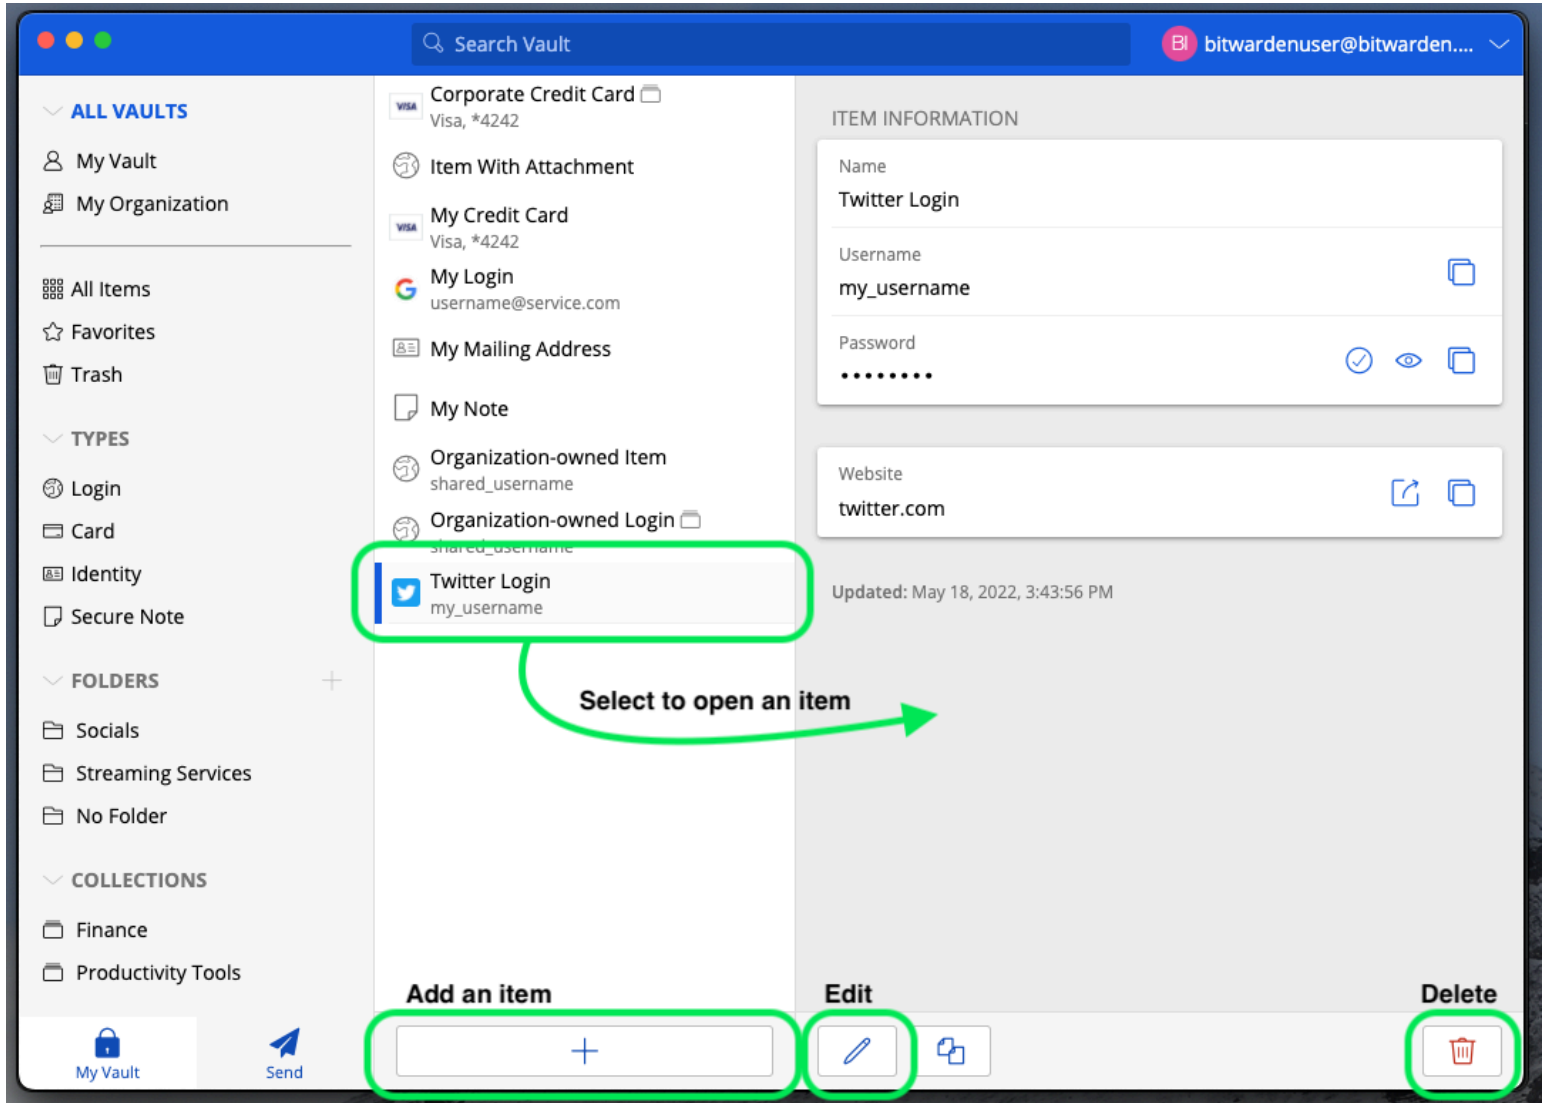 Search Vault
BI bitwardenuser@bitwarden....
ALL VAULTS
My Vault
My Organization
All Items
Favorites
Trash
TYPES
Login
Card
Identity
Secure Note
FOLDERS
Socials
Streaming Services
No Folder
COLLECTIONS
Finance
Productivity Tools
My Vault
Send
VISA
Corporate Credit Card
Visa, *4242
Item With Attachment
VISA
My Credit Card
Visa, *4242
My Login
username@service.com
My Mailing Address
My Note
Organization-owned Item
shared_username
Organization-owned Login
shared_username
Twitter Login
my_username
Select to open an item
Add an item
ITEM INFORMATION
Name
Twitter Login
Username
my_username
Password
••••••••
Website
twitter.com
Updated: May 18, 2022, 3:43:56 PM
Edit
Delete